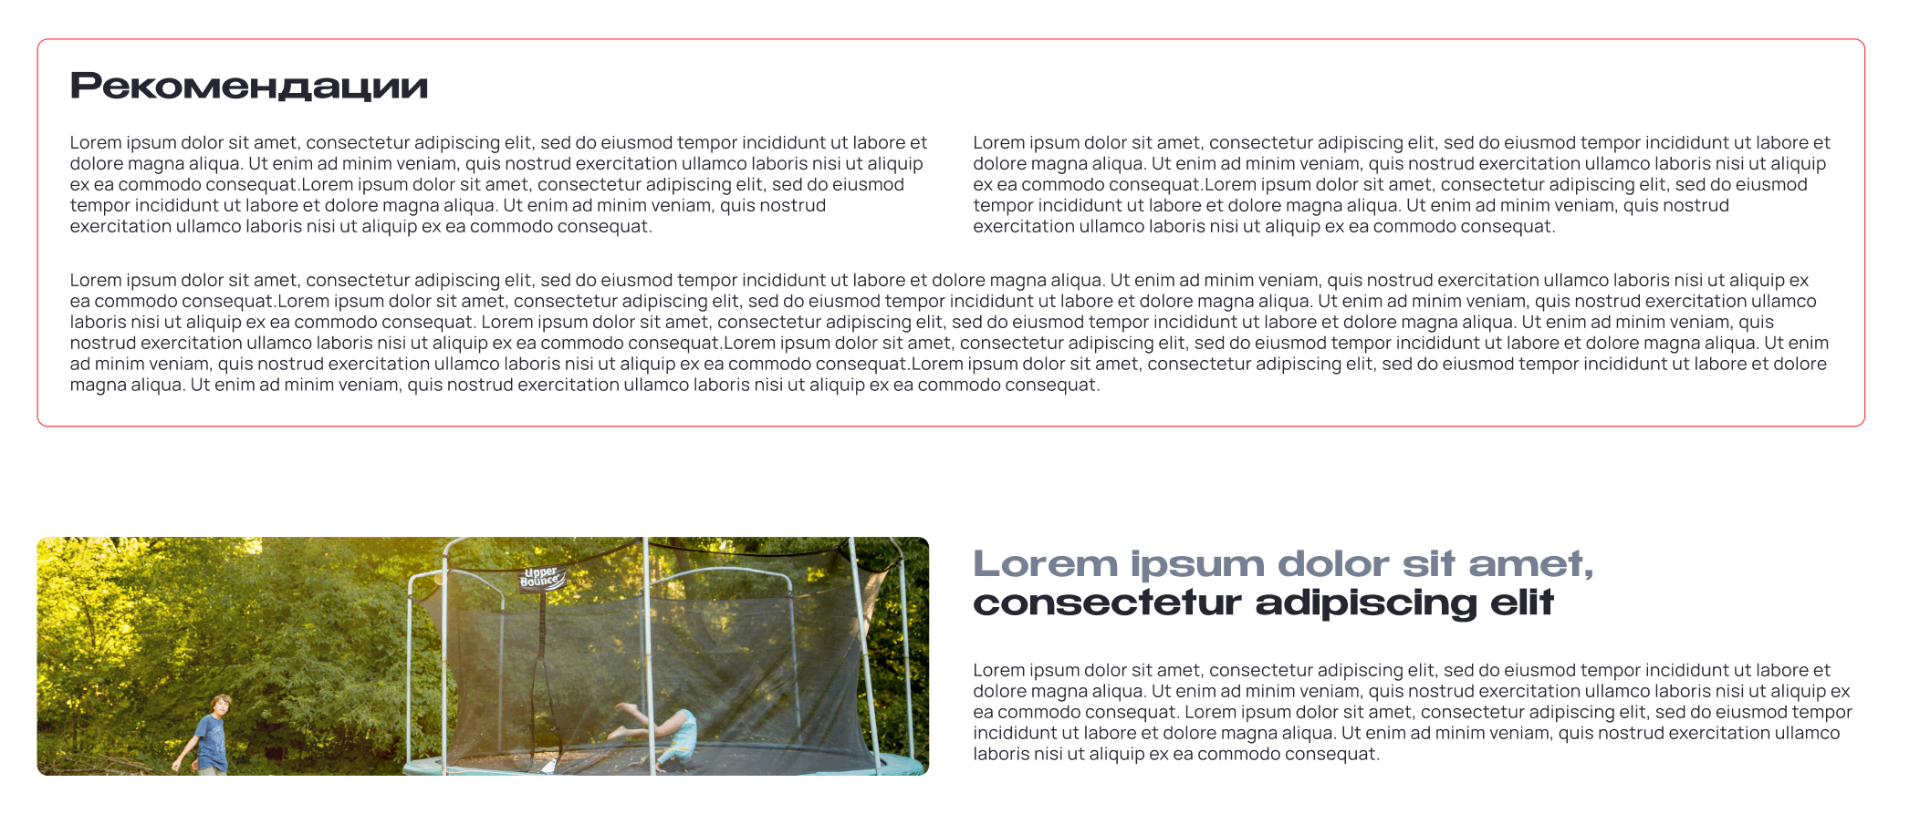 Рекомендации
Lorem ipsum dolor sit amet, consectetur adipiscing elit, sed do eiusmod tempor incididunt ut labore et
dolore magna aliqua. Ut enim ad minim veniam, quis nostrud exercitation ullamco laboris nisi ut aliquip
ex ea commodo consequat.Lorem ipsum dolor sit amet, consectetur adipiscing elit, sed do eiusmod
tempor incididunt ut labore et dolore magna aliqua. Ut enim ad minim veniam, quis nostrud
exercitation ullamco laboris nisi ut aliquip ex ea commodo consequat.
Lorem ipsum dolor sit amet, consectetur adipiscing elit, sed do eiusmod tempor incididunt ut labore et
dolore magna aliqua. Ut enim ad minim veniam, quis nostrud exercitation ullamco laboris nisi ut aliquip
ex ea commodo consequat.Lorem ipsum dolor sit amet, consectetur adipiscing elit, sed do eiusmod
tempor incididunt ut labore et dolore magna aliqua. Ut enim ad minim veniam, quis nostrud
exercitation ullamco laboris nisi ut aliquip ex ea commodo consequat.
Lorem ipsum dolor sit amet, consectetur adipiscing elit, sed do eiusmod tempor incididunt ut labore et dolore magna aliqua. Ut enim ad minim veniam, quis nostrud exercitation ullamco laboris nisi ut aliquip ex
ea commodo consequat.Lorem ipsum dolor sit amet, consectetur adipiscing elit, sed do eiusmod tempor incididunt ut labore et dolore magna aliqua. Ut enim ad minim veniam, quis nostrud exercitation ullamco
laboris nisi ut aliquip ex ea commodo consequat. Lorem ipsum dolor sit amet, consectetur adipiscing elit, sed do eiusmod tempor incididunt ut labore et dolore magna aliqua. Ut enim ad minim veniam, quis
nostrud exercitation ullamco laboris nisi ut aliquip ex ea commodo consequat.Lorem ipsum dolor sit amet, consectetur adipiscing elit, sed do eiusmod tempor incididunt ut labore et dolore magna aliqua. Ut enim
ad minim veniam, quis nostrud exercitation ullamco laboris nisi ut aliquip ex ea commodo consequat.Lorem ipsum dolor sit amet, consectetur adipiscing elit, sed do eiusmod tempor incididunt ut labore et dolore
magna aliqua. Ut enim ad minim veniam, quis nostrud exercitation ullamco laboris nisi ut aliquip ex ea commodo consequat.
Upper
Bounce
Lorem ipsum dolor sit amet,
consectetur adipiscing elit
Lorem ipsum dolor sit amet, consectetur adipiscing elit, sed do eiusmod tempor incididunt ut labore et
dolore magna aliqua. Ut enim ad minim veniam, quis nostrud exercitation ullamco laboris nisi ut aliquip ex
ea commodo consequat. Lorem ipsum dolor sit amet, consectetur adipiscing elit, sed do eiusmod tempor
incididunt ut labore et dolore magna aliqua. Ut enim ad minim veniam, quis nostrud exercitation ullamco
laboris nisi ut aliquip ex ea commodo consequat.